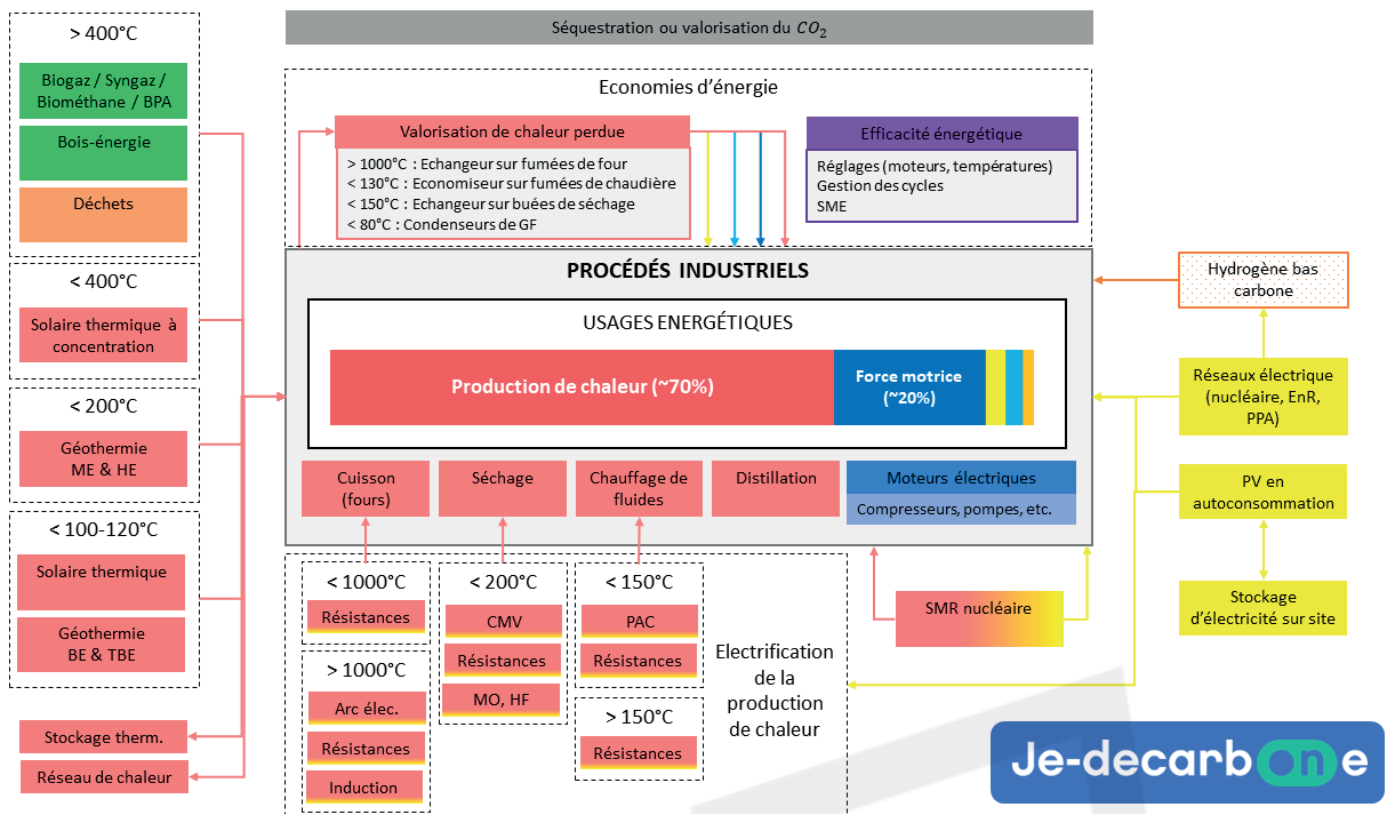 Séquestration ou valorisation du CO₂
> 400°C
Biogaz / Syngaz /
Biométhane / BPA
Bois-énergie
Déchets
< 400°C
Solaire thermique à
concentration
< 200°C
Géothermie
ME & HE
< 100-120°C
Solaire thermique
Géothermie
BE & TBE
Stockage therm.
Réseau de chaleur
Economies d’énergie
Valorisation de chaleur perdue
> 1000°C : Echangeur sur fumées de four
< 130°C : Economiseur sur fumées de chaudière
< 150°C : Echangeur sur buées de séchage
< 80°C : Condenseurs de GF
Efficacité énergétique
Réglages (moteurs, températures)
Gestion des cycles
SME
PROCÉDÉS INDUSTRIELS
USAGES ENERGÉTIQUES
Production de chaleur (~70%)
Force motrice
(~20%)
Cuisson
(fours)
Séchage
Chauffage de
fluides
Distillation
Moteurs électriques
Compresseurs, pompes, etc.
< 1000°C
Résistances
> 1000°C
Arc élec.
Résistances
Induction
< 200°C
CMV
Résistances
MO, HF
< 150°C
PAC
Résistances
> 150°C
Résistances
Electrification
de la
production
de chaleur
SMR nucléaire
Hydrogène bas
carbone
Réseaux électrique
(nucléaire, EnR,
PPA)
PV en
autoconsommation
Stockage
d’électricité sur site
Je-decarbone